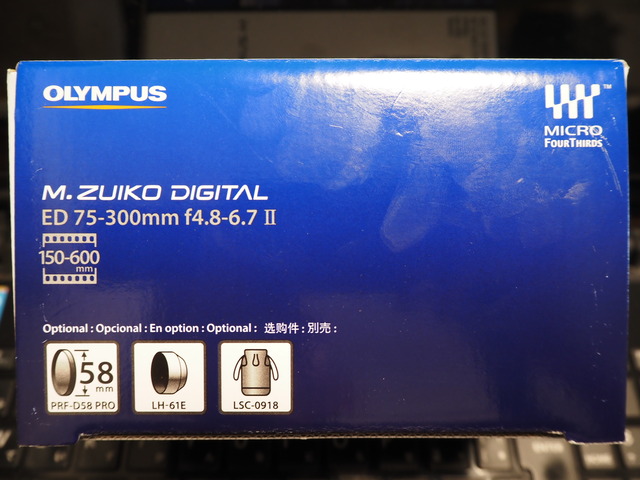 OLYMPUS
TM
MICRO
FOURTHIRDS
M. ZUIKO DIGITAL
ED 75-300mm f4.8-6.7 II
150-600
mm
Optional : Opcional : En option : Optional : 选购件 : 別売 :
58
mm
PRF-D58 PRO
LH-61E
LSC-0918